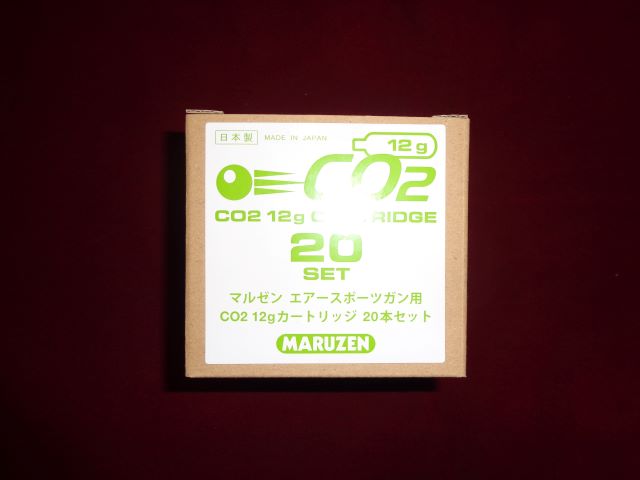 日本製 MADE IN JAPAN
12g
CO2
CO2 12g CARTRIDGE
20
SET
マルゼン エアースポーツガン用
CO2 12gカートリッジ 20本セット
MARUZEN